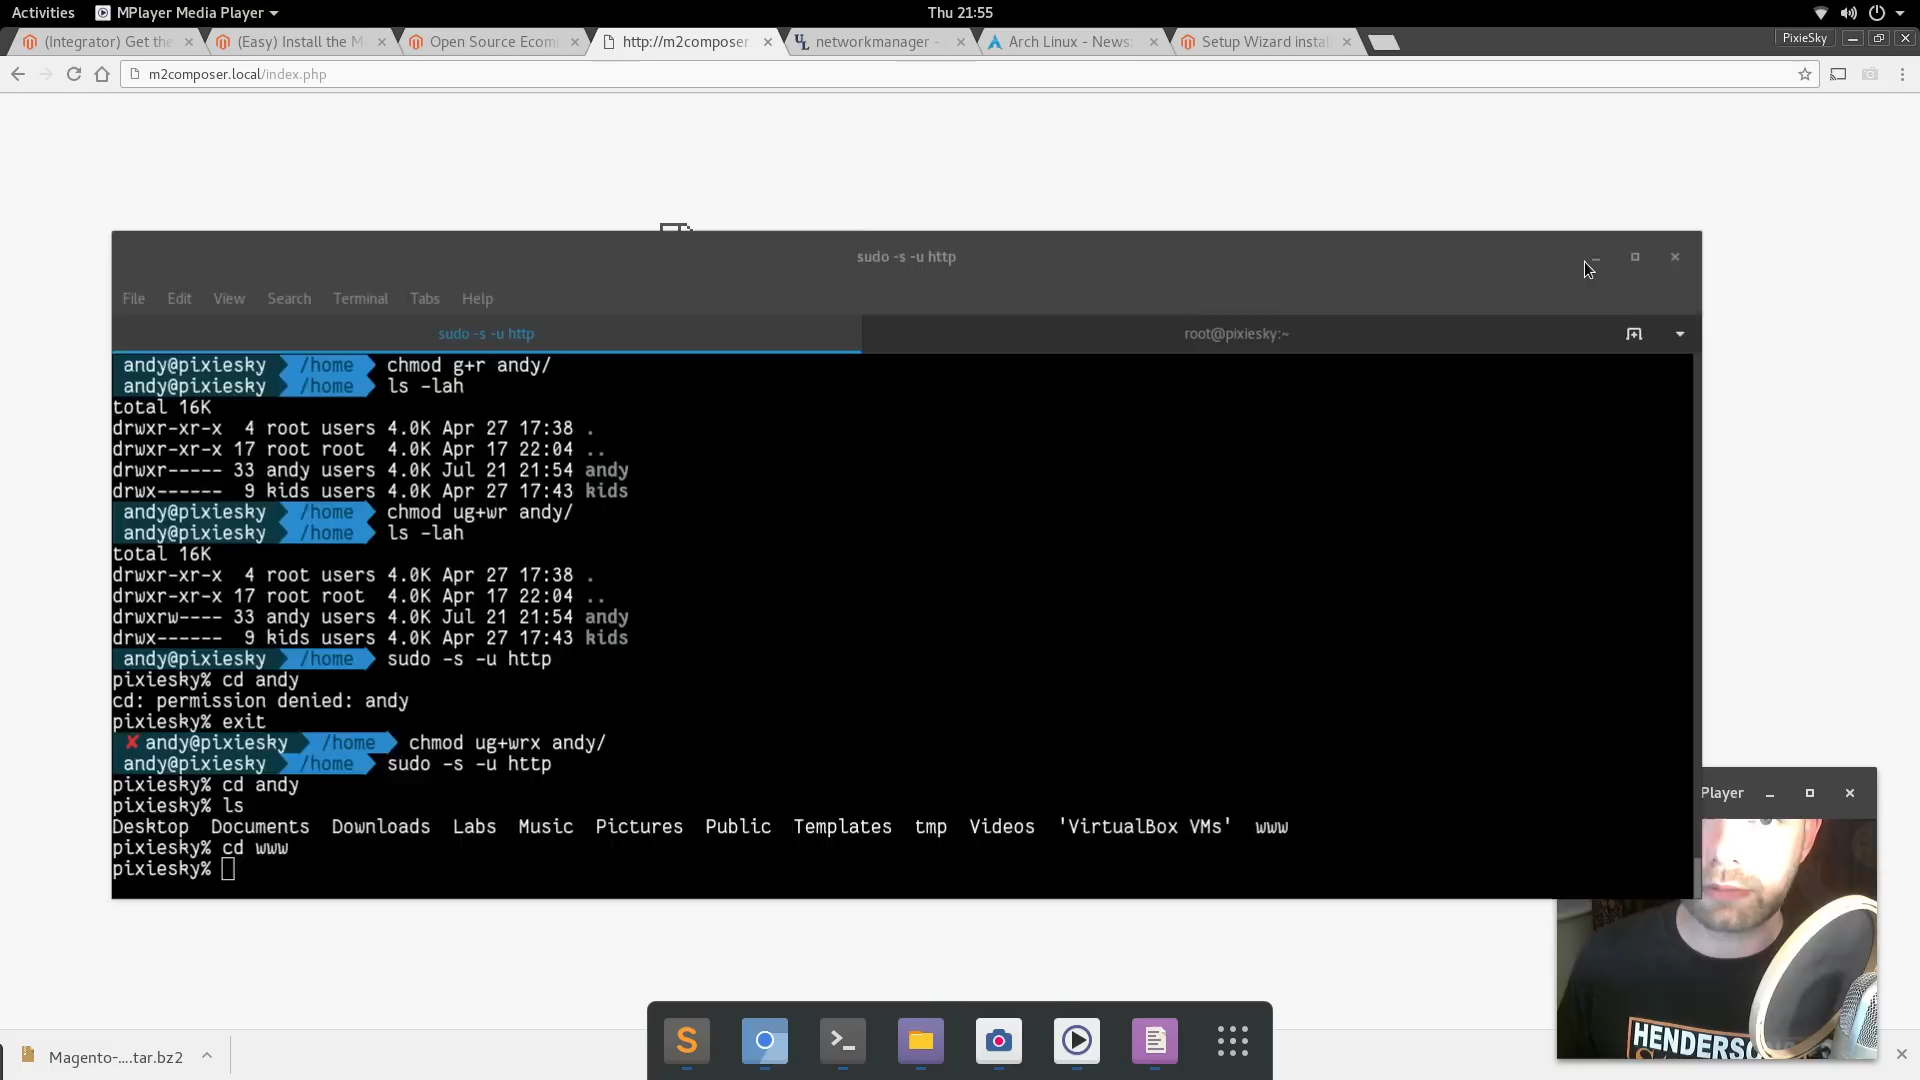 Activities MPlayer Media Player Thu 21:55
(Integrator) Get the (Easy) Install the M Open Source Ecom http://m2composer. networkmanager - Arch Linux - News: Setup Wizard instal PixieSky
m2composer.local/index.php
sudo -s -u http
File Edit View Search Terminal Tabs Help
sudo -s -u http root@pixiesky:~
andy@pixiesky /home chmod g+r andy/
andy@pixiesky /home ls -lah
total 16K
drwxr-xr-x 4 root users 4.0K Apr 27 17:38 .
drwxr-xr-x 17 root root 4.0K Apr 17 22:04 ..
drwxr----- 33 andy users 4.0K Jul 21 21:54 andy
drwx------ 9 kids users 4.0K Apr 27 17:43 kids
andy@pixiesky /home chmod ug+wr andy/
andy@pixiesky /home ls -lah
total 16K
drwxr-xr-x 4 root users 4.0K Apr 27 17:38 .
drwxr-xr-x 17 root root 4.0K Apr 17 22:04 ..
drwxrw---- 33 andy users 4.0K Jul 21 21:54 andy
drwx------ 9 kids users 4.0K Apr 27 17:43 kids
andy@pixiesky /home sudo -s -u http
pixiesky% cd andy
cd: permission denied: andy
pixiesky% exit
✘ andy@pixiesky /home chmod ug+wrx andy/
andy@pixiesky /home sudo -s -u http
pixiesky% cd andy
pixiesky% ls
Desktop Documents Downloads Labs Music Pictures Public Templates tmp Videos 'VirtualBox VMs' www
pixiesky% cd www
pixiesky%
Player
HENDERS
Magento-....tar.bz2